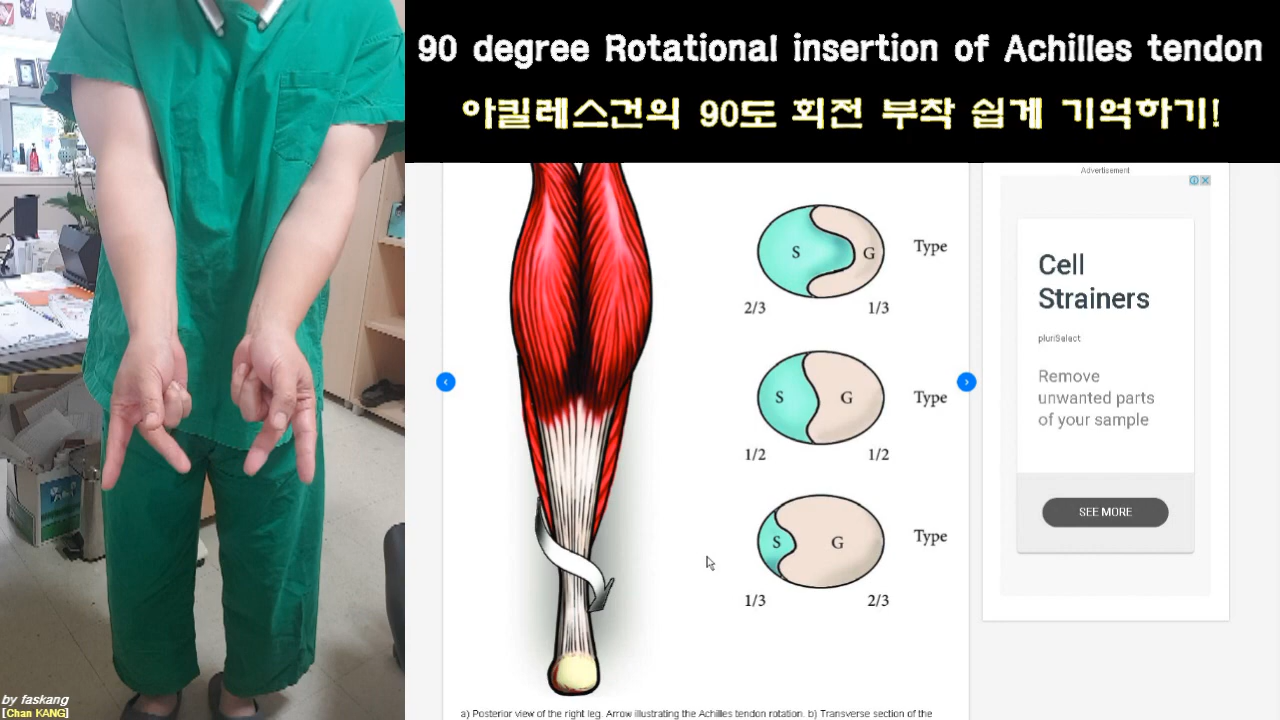 90 degree Rotational insertion of Achilles tendon
아킬레스건의 90도 회전 부착 쉽게 기억하기!
S
G
Type
2/3
1/3
S
G
Type
1/2
1/2
S
G
Type
1/3
2/3
a) Posterior view of the right leg. Arrow illustrating the Achilles tendon rotation. b) Transverse section of the
Advertisement
Cell
Strainers
pluriSelect
Remove
unwanted parts
of your sample
SEE MORE
by faskang
[Chan KANG]